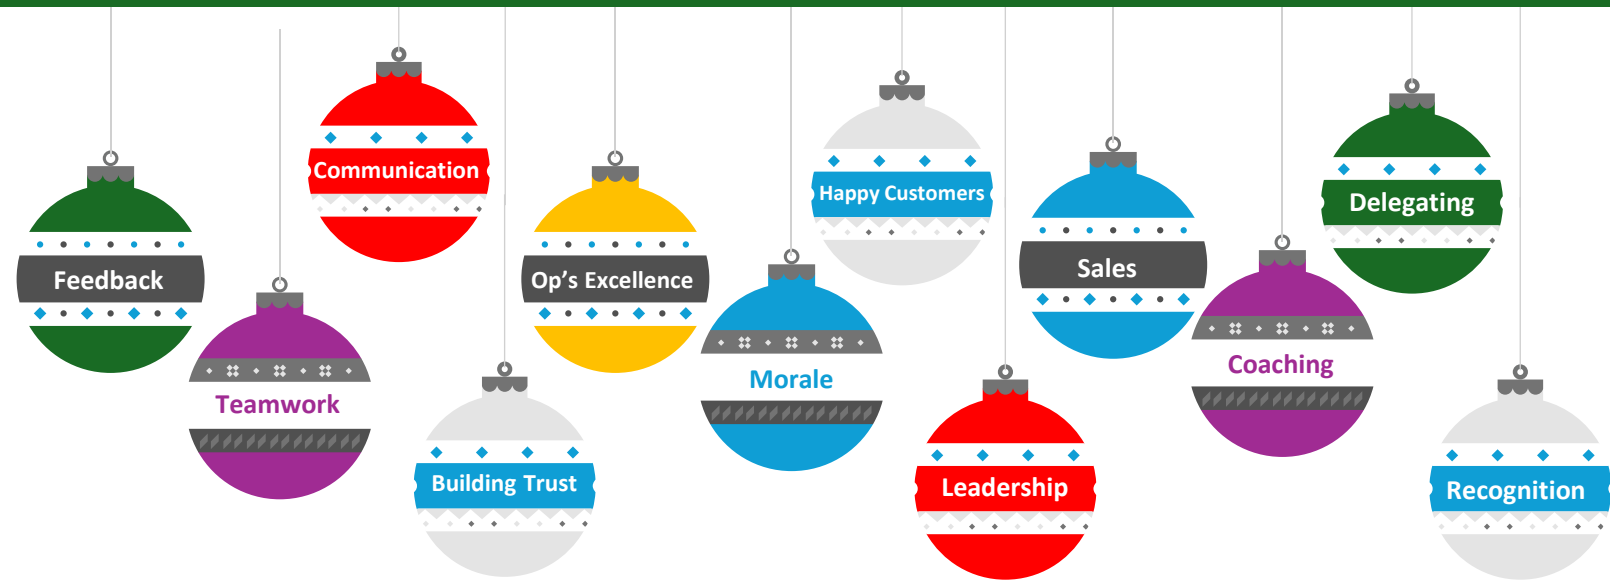 Feedback
Teamwork
Communication
Building Trust
Op's Excellence
Morale
Happy Customers
Leadership
Sales
Coaching
Delegating
Recognition